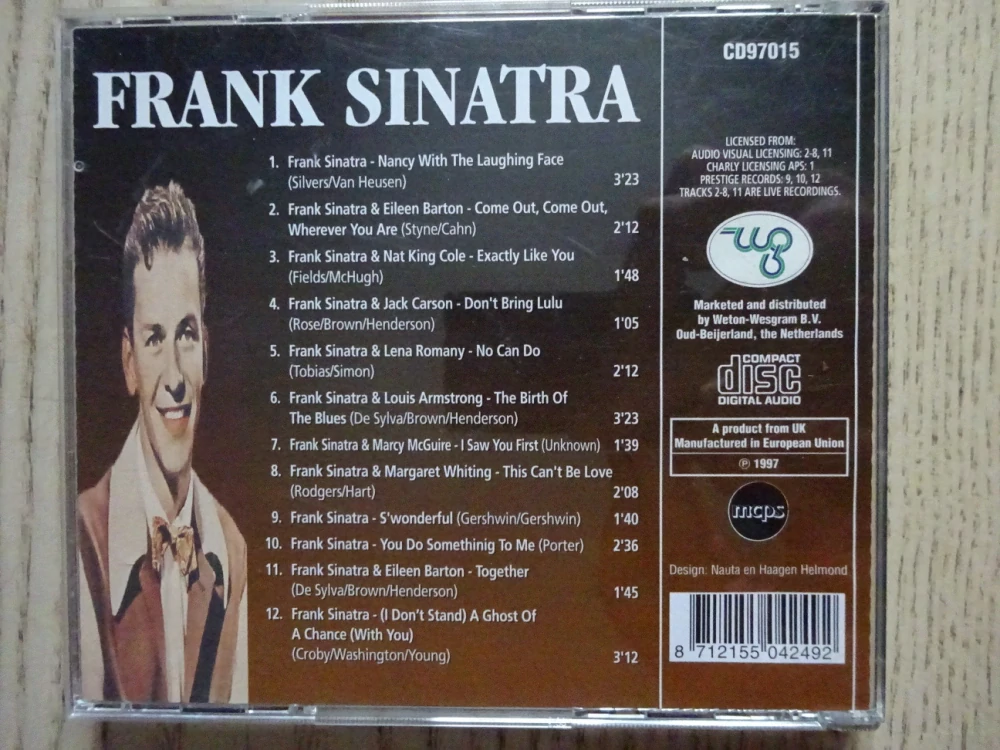 FRANK SINATRA
1. Frank Sinatra - Nancy With The Laughing Face
(Silvers/Van Heusen) 3'23
2. Frank Sinatra & Eileen Barton - Come Out, Come Out,
Wherever You Are (Styne/Cahn) 2'12
3. Frank Sinatra & Nat King Cole - Exactly Like You
(Fields/McHugh) 1'48
4. Frank Sinatra & Jack Carson - Don't Bring Lulu
(Rose/Brown/Henderson) 1'05
5. Frank Sinatra & Lena Romany - No Can Do
(Tobias/Simon) 2'12
6. Frank Sinatra & Louis Armstrong - The Birth Of
The Blues (De Sylva/Brown/Henderson) 3'23
7. Frank Sinatra & Marcy McGuire - I Saw You First (Unknown) 1'39
8. Frank Sinatra & Margaret Whiting - This Can't Be Love
(Rodgers/Hart) 2'08
9. Frank Sinatra - S'wonderful (Gershwin/Gershwin) 1'40
10. Frank Sinatra - You Do Somethinig To Me (Porter) 2'36
11. Frank Sinatra & Eileen Barton - Together
(De Sylva/Brown/Henderson) 1'45
12. Frank Sinatra - (I Don't Stand) A Ghost Of
A Chance (With You)
(Croby/Washington/Young) 3'12
CD97015
LICENSED FROM:
AUDIO VISUAL LICENSING: 2-8, 11
CHARLY LICENSING APS: 1
PRESTIGE RECORDS: 9, 10, 12
TRACKS 2-8, 11 ARE LIVE RECORDINGS.
wg
Marketed and distributed
by Weton-Wesgram B.V.
Oud-Beijerland, the Netherlands
COMPACT
disc
DIGITAL AUDIO
A product from UK
Manufactured in European Union
℗ 1997
mcps
Design: Nauta en Haagen Helmond
8 712155 042492